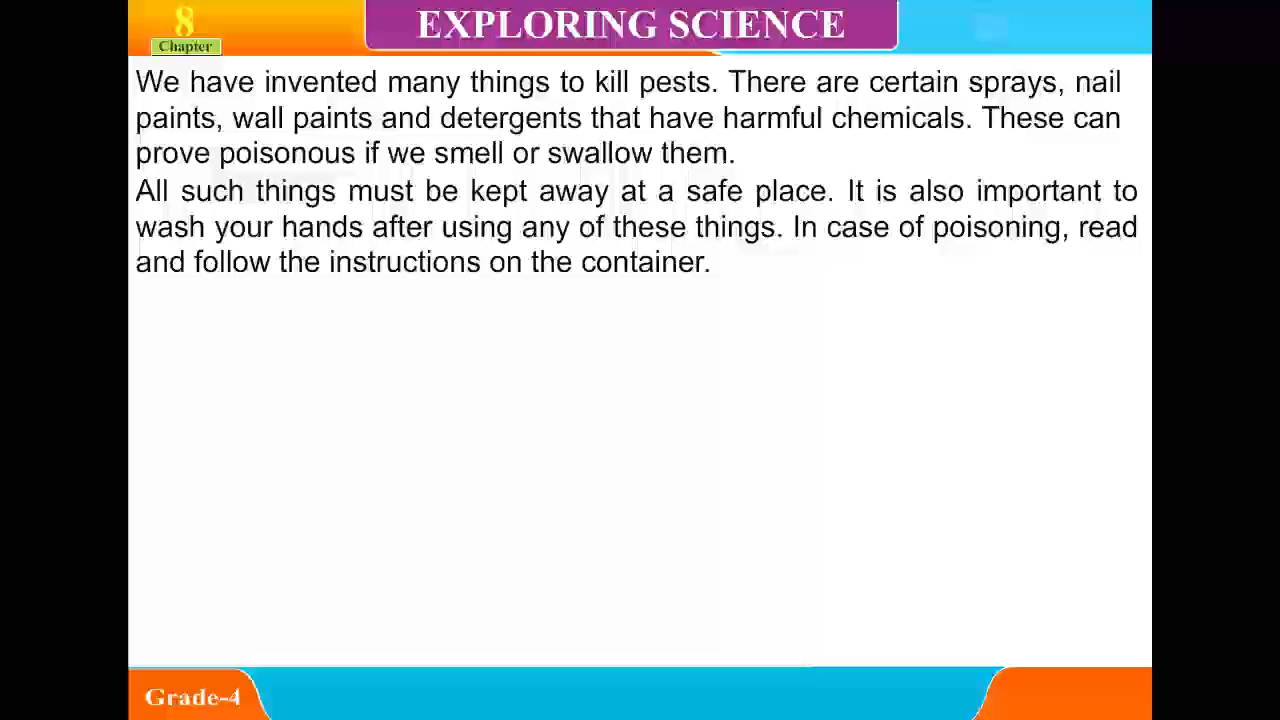 8
Chapter
EXPLORING SCIENCE
We have invented many things to kill pests. There are certain sprays, nail
paints, wall paints and detergents that have harmful chemicals. These can
prove poisonous if we smell or swallow them.
All such things must be kept away at a safe place. It is also important to
wash your hands after using any of these things. In case of poisoning, read
and follow the instructions on the container.
Grade-4